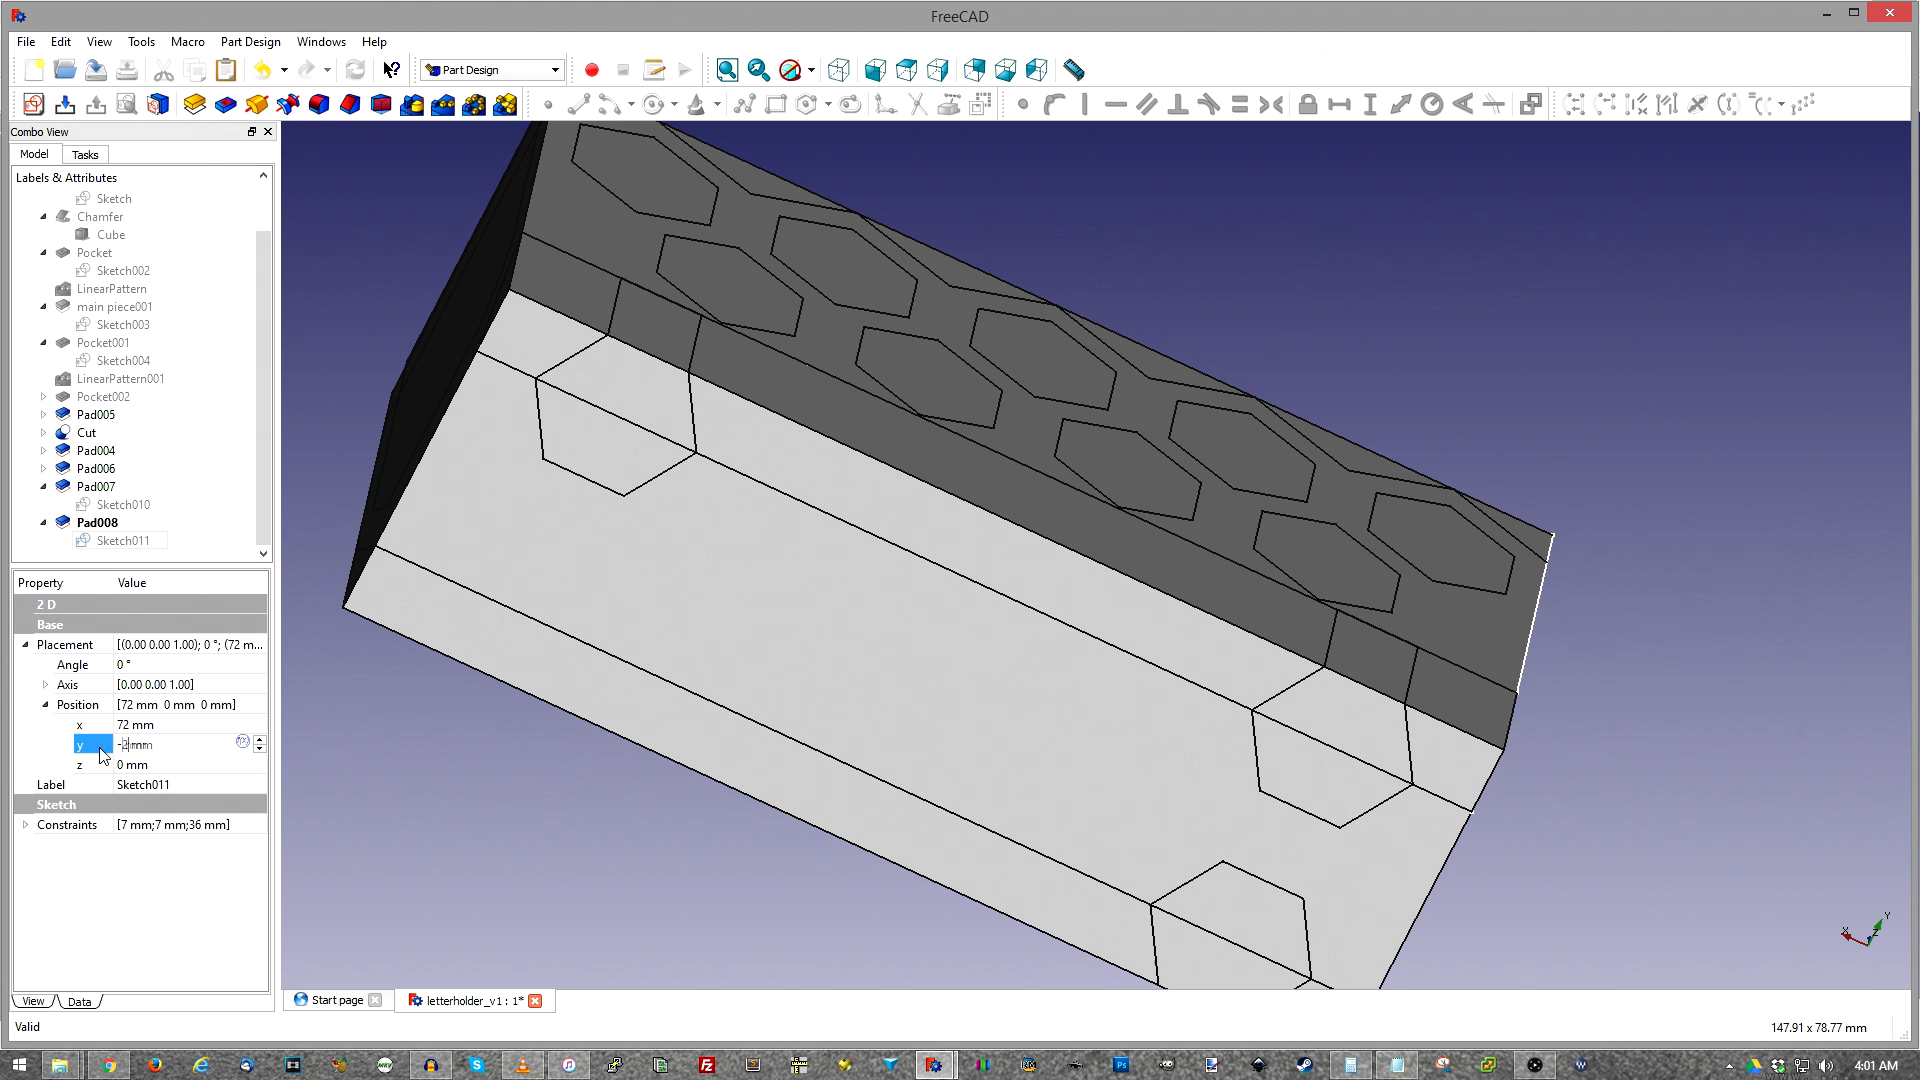 FreeCAD
File Edit View Tools Macro Part Design Windows Help
Part Design
Combo View
Model Tasks
Labels & Attributes
Sketch
Chamfer
Cube
Pocket
Sketch002
LinearPattern
main piece001
Sketch003
Pocket001
Sketch004
LinearPattern001
Pocket002
Pad005
Cut
Pad004
Pad006
Pad007
Sketch010
Pad008
Sketch011
Property Value
2 D
Base
Placement [(0.00 0.00 1.00); 0 °; (72 m...
Angle 0 °
Axis [0.00 0.00 1.00]
Position [72 mm 0 mm 0 mm]
x 72 mm
y
z 0 mm
Label Sketch011
Sketch
Constraints [7 mm;7 mm;36 mm]
X Y Z
View Data
Start page letterholder_v1 : 1*
Valid 147.91 x 78.77 mm
4:01 AM